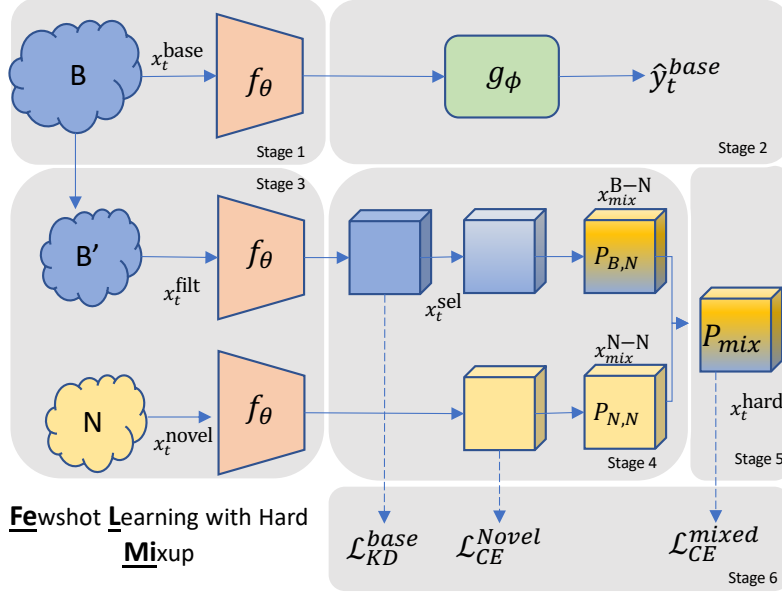 B
x_t^base
f_θ
g_ϕ
ŷ_t^base
Stage 1
Stage 2
Stage 3
B'
x_t^filt
f_θ
x_t^sel
x_mix^B−N
P_B,N
N
x_t^novel
f_θ
x_mix^N−N
P_N,N
Stage 4
P_mix
x_t^hard
Stage 5
Fewshot Learning with Hard
Mixup
ℒ_KD^base
ℒ_CE^Novel
ℒ_CE^mixed
Stage 6